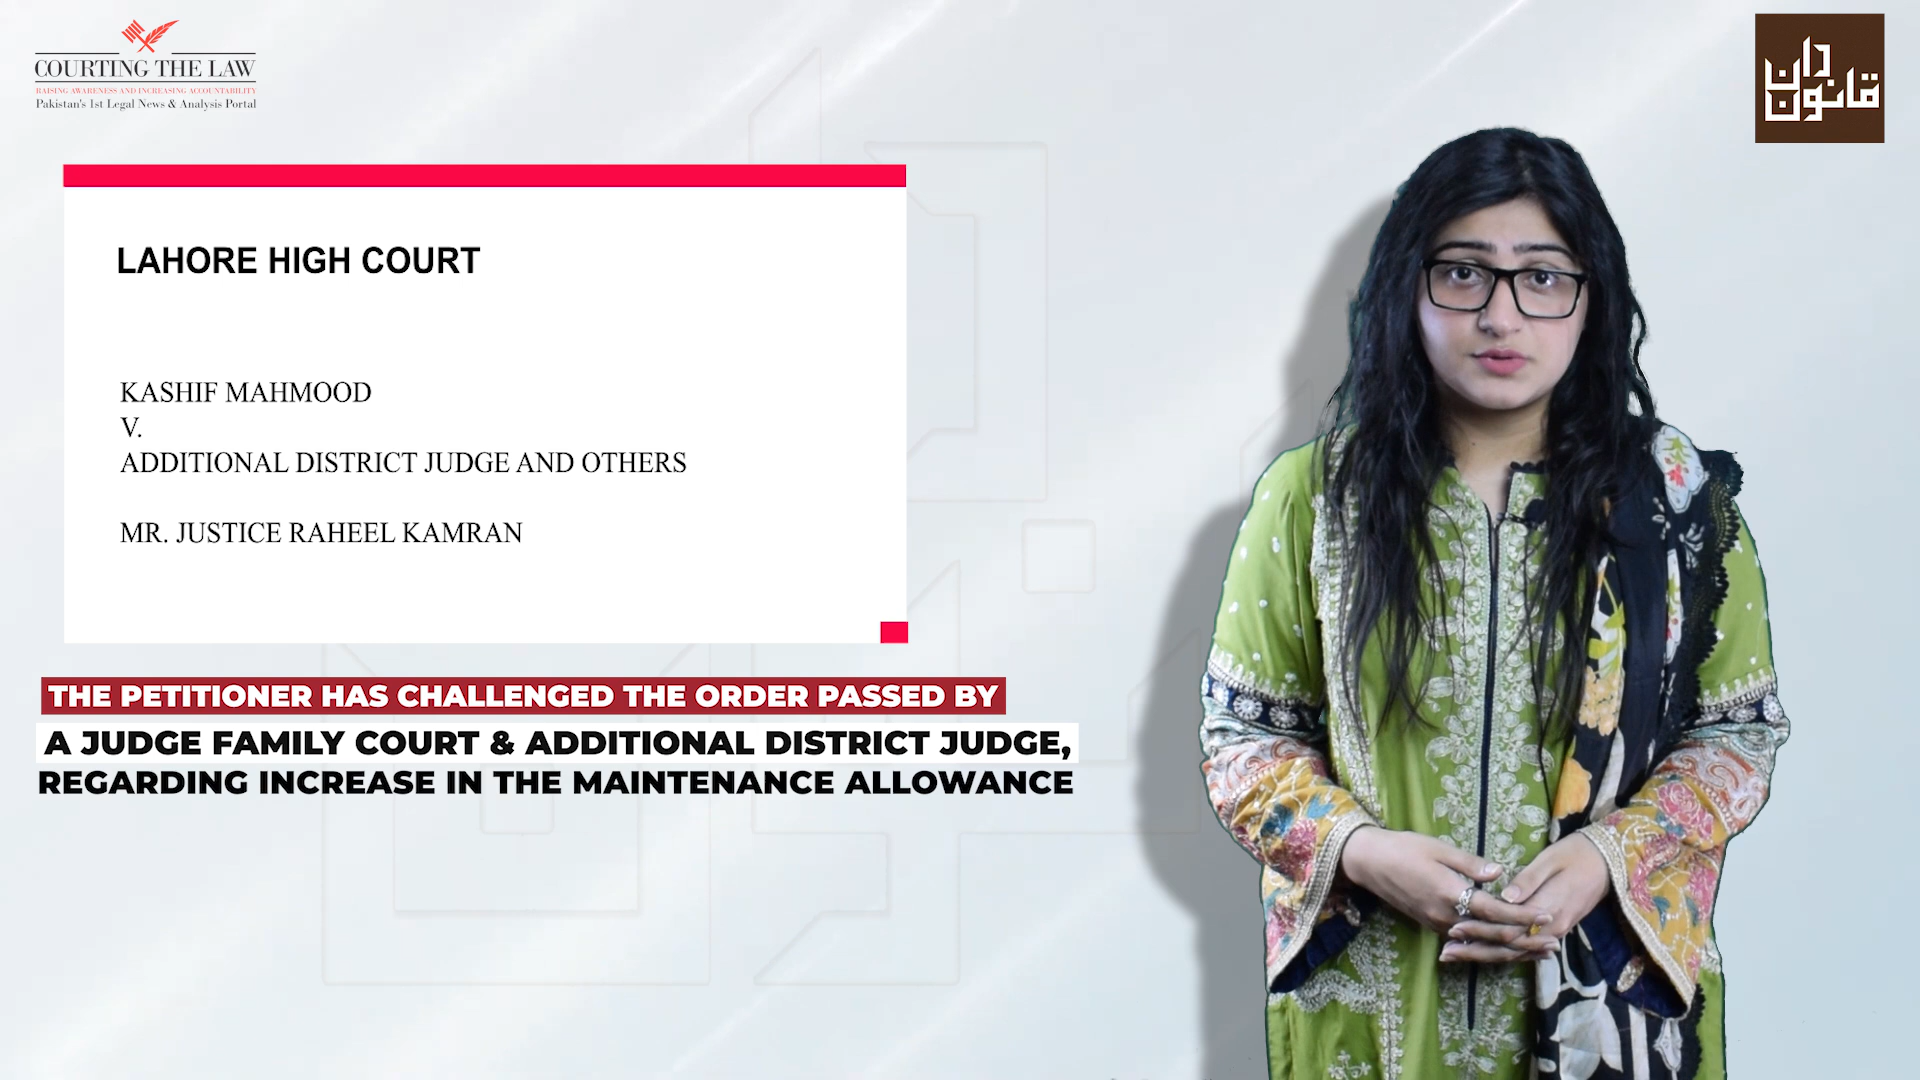 COURTING THE LAW
RAISING AWARENESS AND INCREASING ACCOUNTABILITY
Pakistan's 1st Legal News & Analysis Portal
قانون دان
LAHORE HIGH COURT
KASHIF MAHMOOD
V.
ADDITIONAL DISTRICT JUDGE AND OTHERS
MR. JUSTICE RAHEEL KAMRAN
THE PETITIONER HAS CHALLENGED THE ORDER PASSED BY
A JUDGE FAMILY COURT & ADDITIONAL DISTRICT JUDGE,
REGARDING INCREASE IN THE MAINTENANCE ALLOWANCE